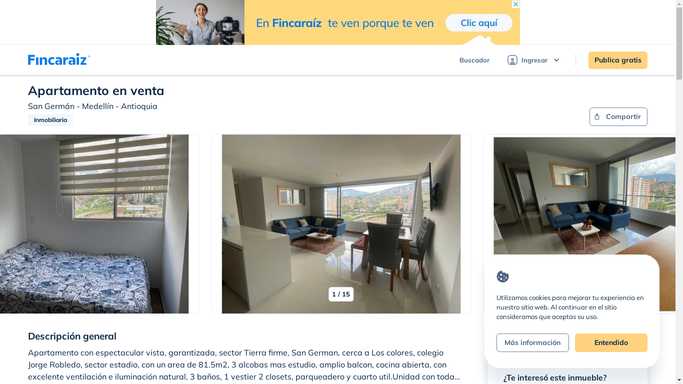 En Fincaraíz te ven porque te ven
Clic aquí
Fincaraiz
Buscador
Ingresar
Publica gratis
Apartamento en venta
San Germán - Medellín - Antioquia
Inmobiliaria
Compartir
1 / 15
Utilizamos cookies para mejorar tu experiencia en
nuestro sitio web. Al continuar en el sitio
consideramos que aceptas su uso.
Más información
Entendido
Descripción general
Apartamento con espectacular vista, garantizada, sector Tierra firme, San German, cerca a Los colores, colegio
Jorge Robledo, sector estadio, con un area de 81.5m2, 3 alcobas mas estudio, amplio balcon, cocina abierta, con
excelente ventilación e iluminación natural, 3 baños, 1 vestier 2 closets, parqueadero y cuarto util.Unidad con toda...
¿Te interesó este inmueble?